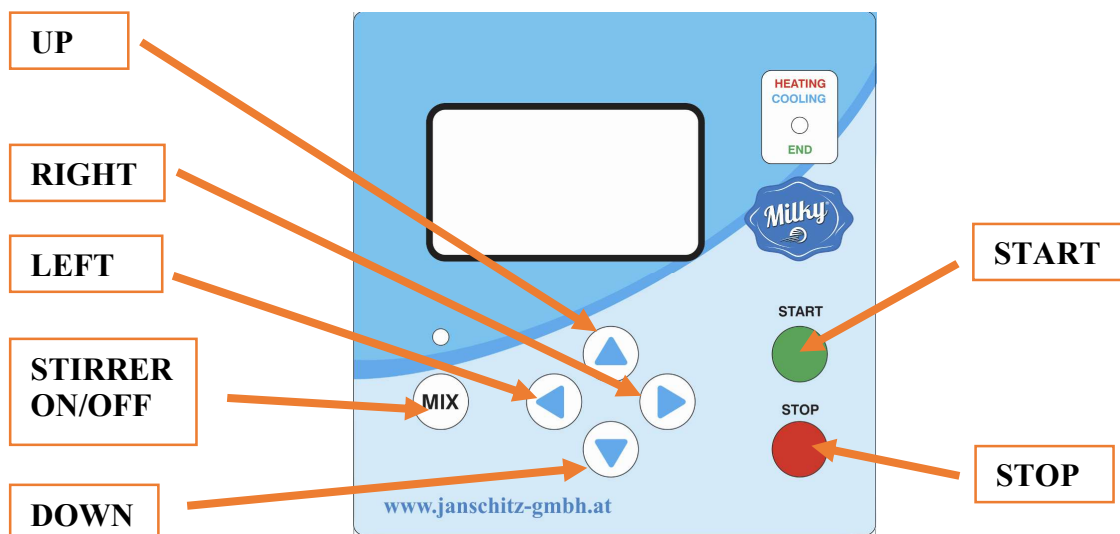 UP
RIGHT
LEFT
STIRRER
ON/OFF
DOWN
HEATING
COOLING
END
Milky®
START
STOP
MIX
www.janschitz-gmbh.at
START
STOP